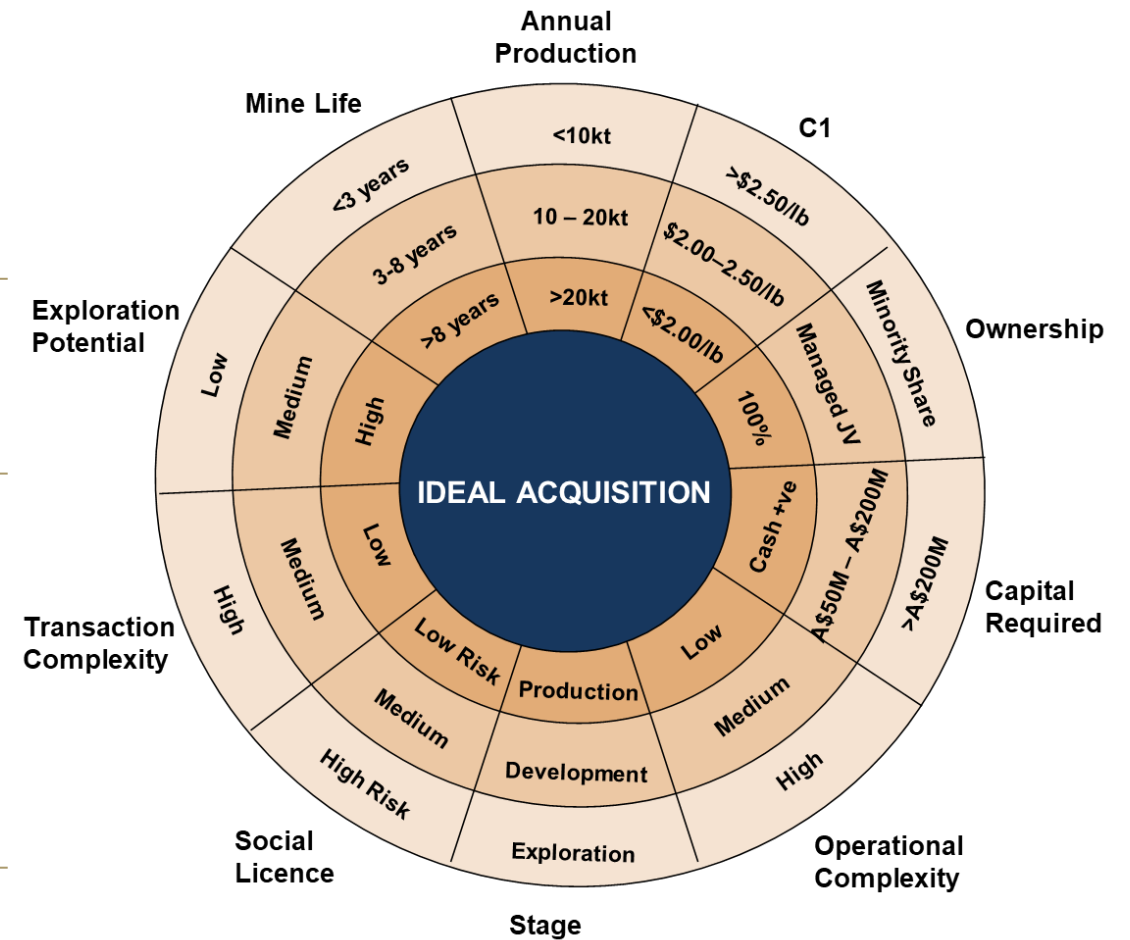 Annual
Production
<10kt
10 – 20kt
>20kt
C1
>$2.50/lb
$2.00–2.50/lb
<$2.00/lb
Ownership
Minority Share
Managed JV
100%
Capital
Required
>A$200M
A$50M – A$200M
Cash +ve
Operational
Complexity
High
Medium
Low
Stage
Exploration
Development
Production
Social
Licence
High Risk
Medium
Low Risk
Transaction
Complexity
High
Medium
Low
Exploration
Potential
Low
Medium
High
Mine Life
<3 years
3-8 years
>8 years
IDEAL ACQUISITION